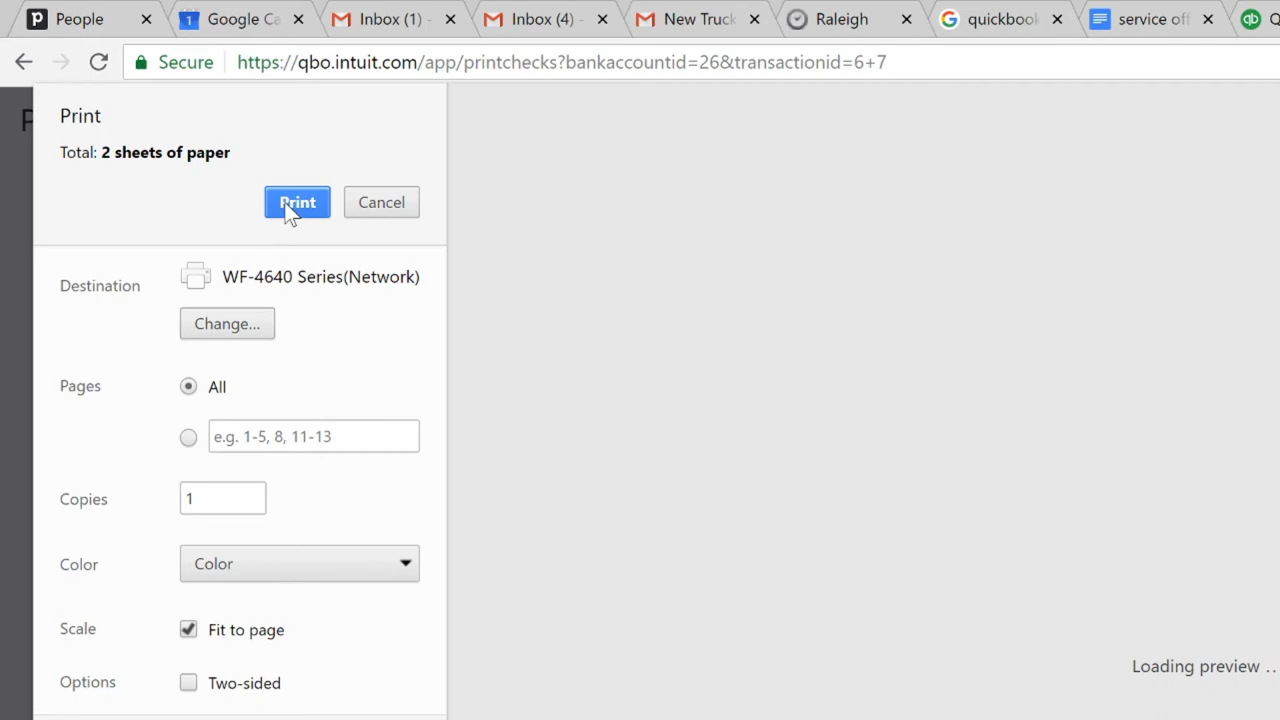 People
Google Ca
Inbox (1) -
Inbox (4) -
New Truck
Raleigh
quickbook
service off
Secure
https://qbo.intuit.com/app/printchecks?bankaccountid=26&transactionid=6+7
Print
Total: 2 sheets of paper
Print Cancel
Destination WF-4640 Series(Network)
Change...
Pages All
e.g. 1-5, 8, 11-13
Copies 1
Color Color
Scale Fit to page
Options Two-sided
Loading preview ..